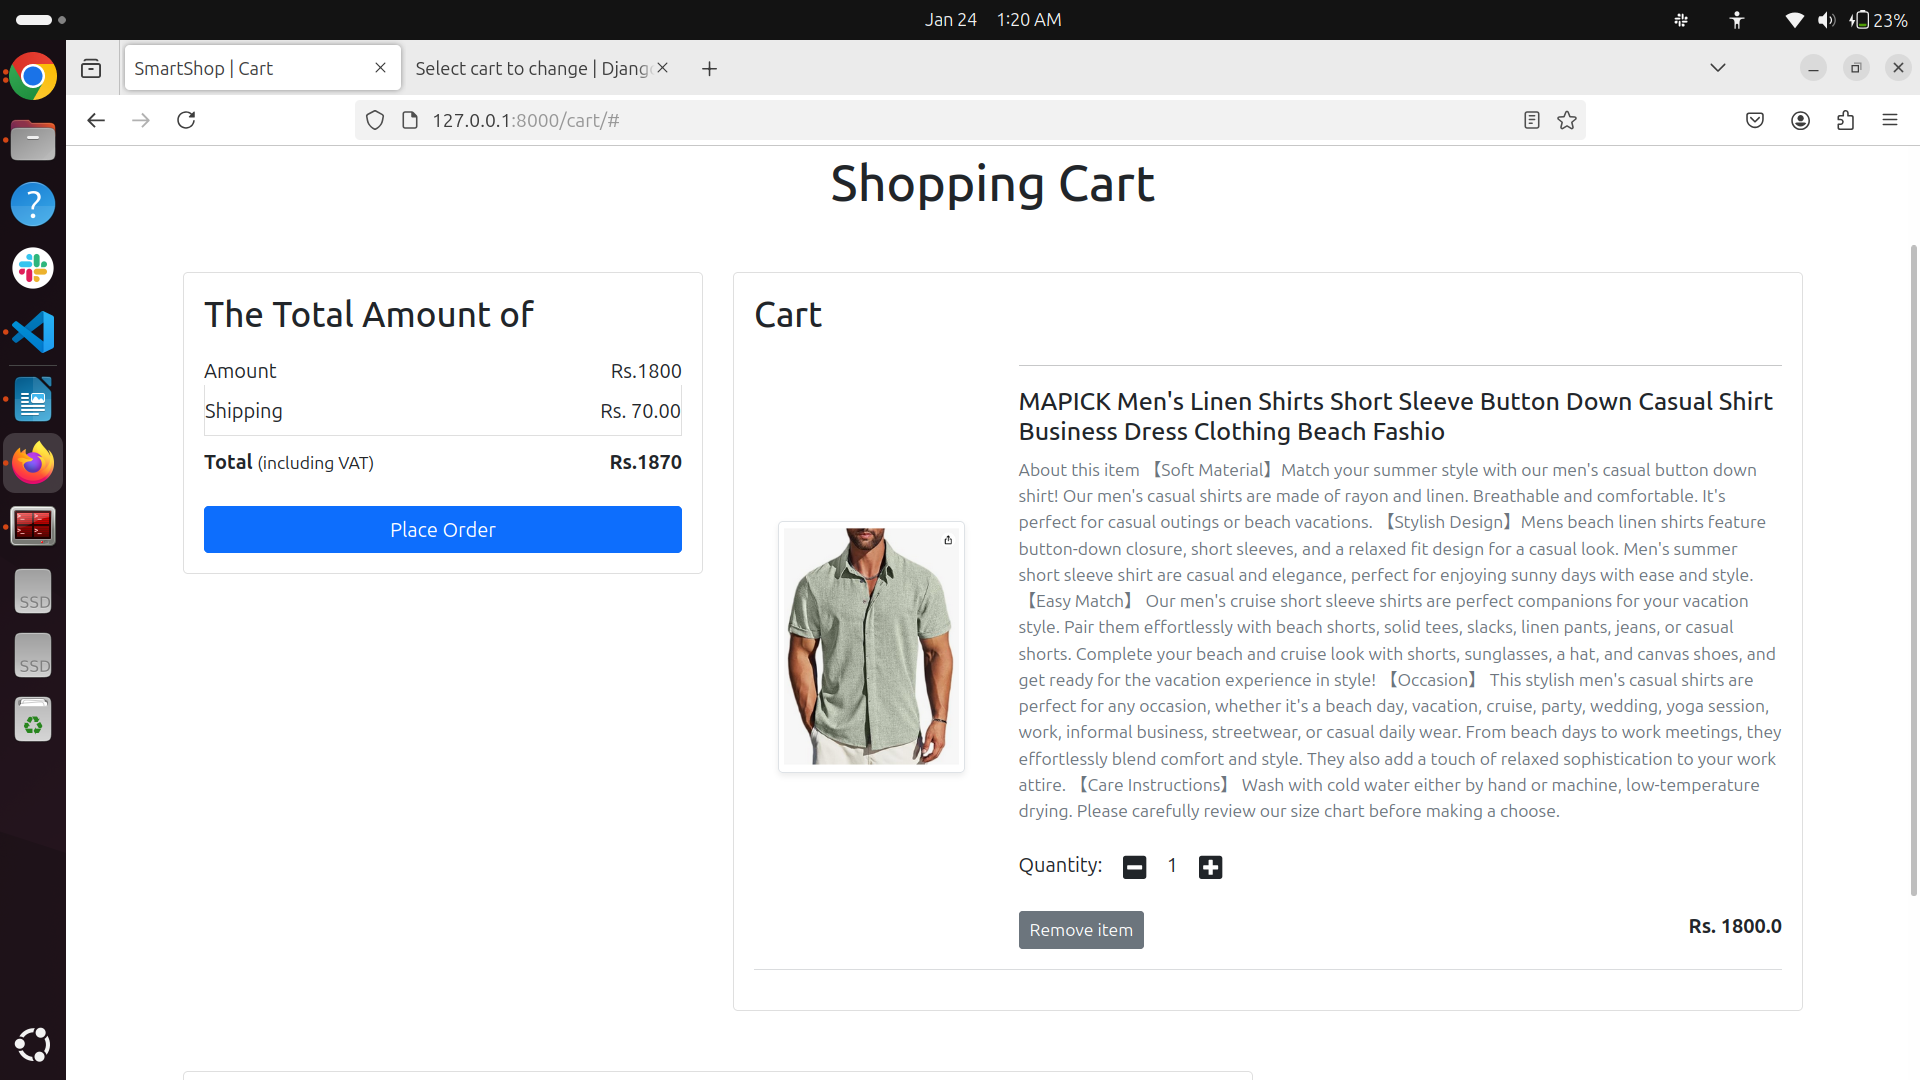 Jan 24 1:20 AM
23%
SmartShop | Cart
Select cart to change | Djang
127.0.0.1:8000/cart/#
Shopping Cart
The Total Amount of
Amount Rs.1800
Shipping Rs. 70.00
Total (including VAT) Rs.1870
Place Order
Cart
MAPICK Men's Linen Shirts Short Sleeve Button Down Casual Shirt
Business Dress Clothing Beach Fashio
About this item 【Soft Material】Match your summer style with our men's casual button down
shirt! Our men's casual shirts are made of rayon and linen. Breathable and comfortable. It's
perfect for casual outings or beach vacations. 【Stylish Design】Mens beach linen shirts feature
button-down closure, short sleeves, and a relaxed fit design for a casual look. Men's summer
short sleeve shirt are casual and elegance, perfect for enjoying sunny days with ease and style.
【Easy Match】 Our men's cruise short sleeve shirts are perfect companions for your vacation
style. Pair them effortlessly with beach shorts, solid tees, slacks, linen pants, jeans, or casual
shorts. Complete your beach and cruise look with shorts, sunglasses, a hat, and canvas shoes, and
get ready for the vacation experience in style! 【Occasion】 This stylish men's casual shirts are
perfect for any occasion, whether it's a beach day, vacation, cruise, party, wedding, yoga session,
work, informal business, streetwear, or casual daily wear. From beach days to work meetings, they
effortlessly blend comfort and style. They also add a touch of relaxed sophistication to your work
attire. 【Care Instructions】 Wash with cold water either by hand or machine, low-temperature
drying. Please carefully review our size chart before making a choose.
Quantity: 1
Remove item Rs. 1800.0
SSD
SSD